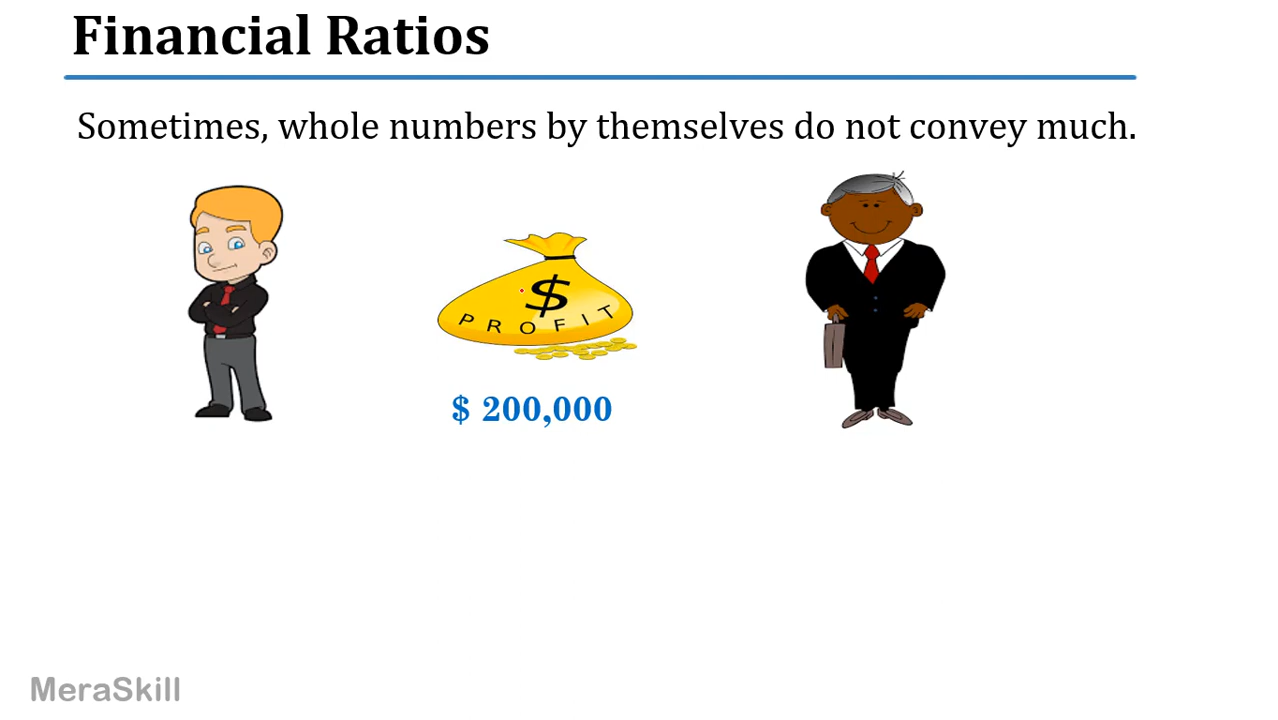 Financial Ratios
Sometimes, whole numbers by themselves do not convey much.
$
PROFIT
$ 200,000
MeraSkill